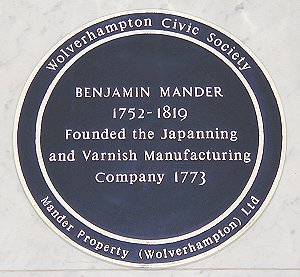 Wolverhampton Civic Society
BENJAMIN MANDER
1752-1819
Founded the Japanning
and Varnish Manufacturing
Company 1773
Mander Property (Wolverhampton) Ltd